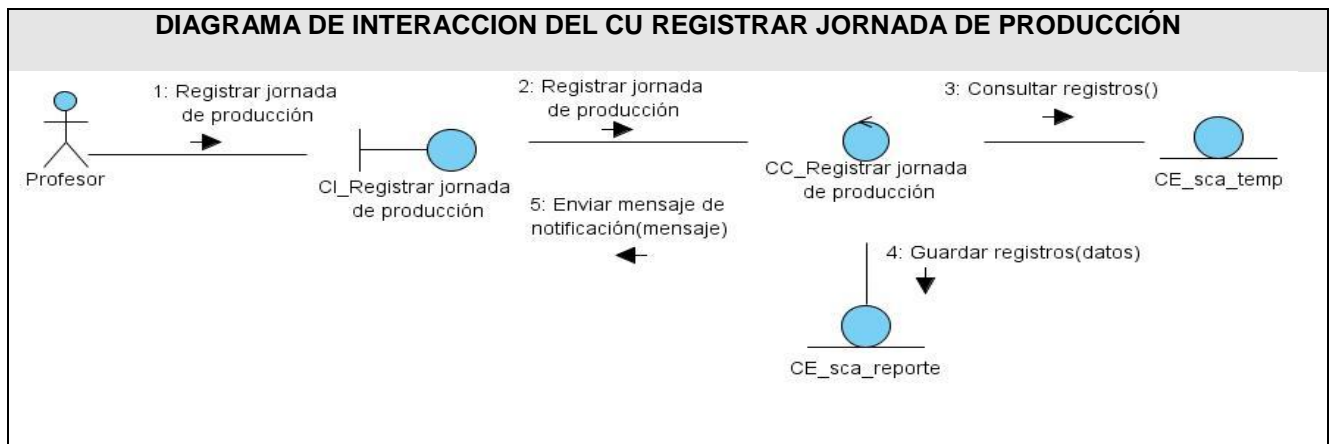 DIAGRAMA DE INTERACCION DEL CU REGISTRAR JORNADA DE PRODUCCIÓN
1: Registrar jornada
de producción
2: Registrar jornada
de producción
3: Consultar registros()
Profesor
CI_Registrar jornada
de producción
CC_Registrar jornada
de producción
CE_sca_temp
5: Enviar mensaje de
notificación(mensaje)
4: Guardar registros(datos)
CE_sca_reporte